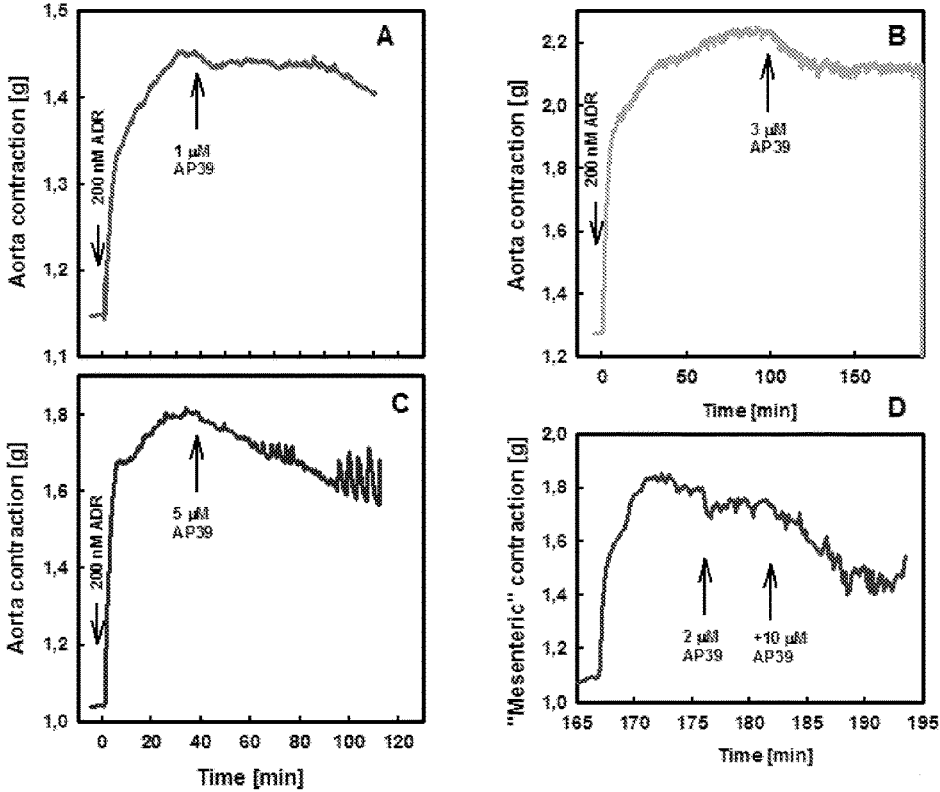 A
Aorta contraction [g]
1,5
1,4
1,3
1,2
1,1
200 nM ADR
1 µM
AP39
B
Aorta contraction [g]
2,2
2,0
1,8
1,6
1,4
1,2
200 nM ADR
3 µM
AP39
0 50 100 150
Time [min]
C
Aorta contraction [g]
1,8
1,6
1,4
1,2
1,0
200 nM ADR
5 µM
AP39
0 20 40 60 80 100 120
Time [min]
D
"Mesenteric" contraction [g]
2,0
1,8
1,6
1,4
1,2
1,0
2 µM
AP39
+10 µM
AP39
165 170 175 180 185 190 195
Time [min]